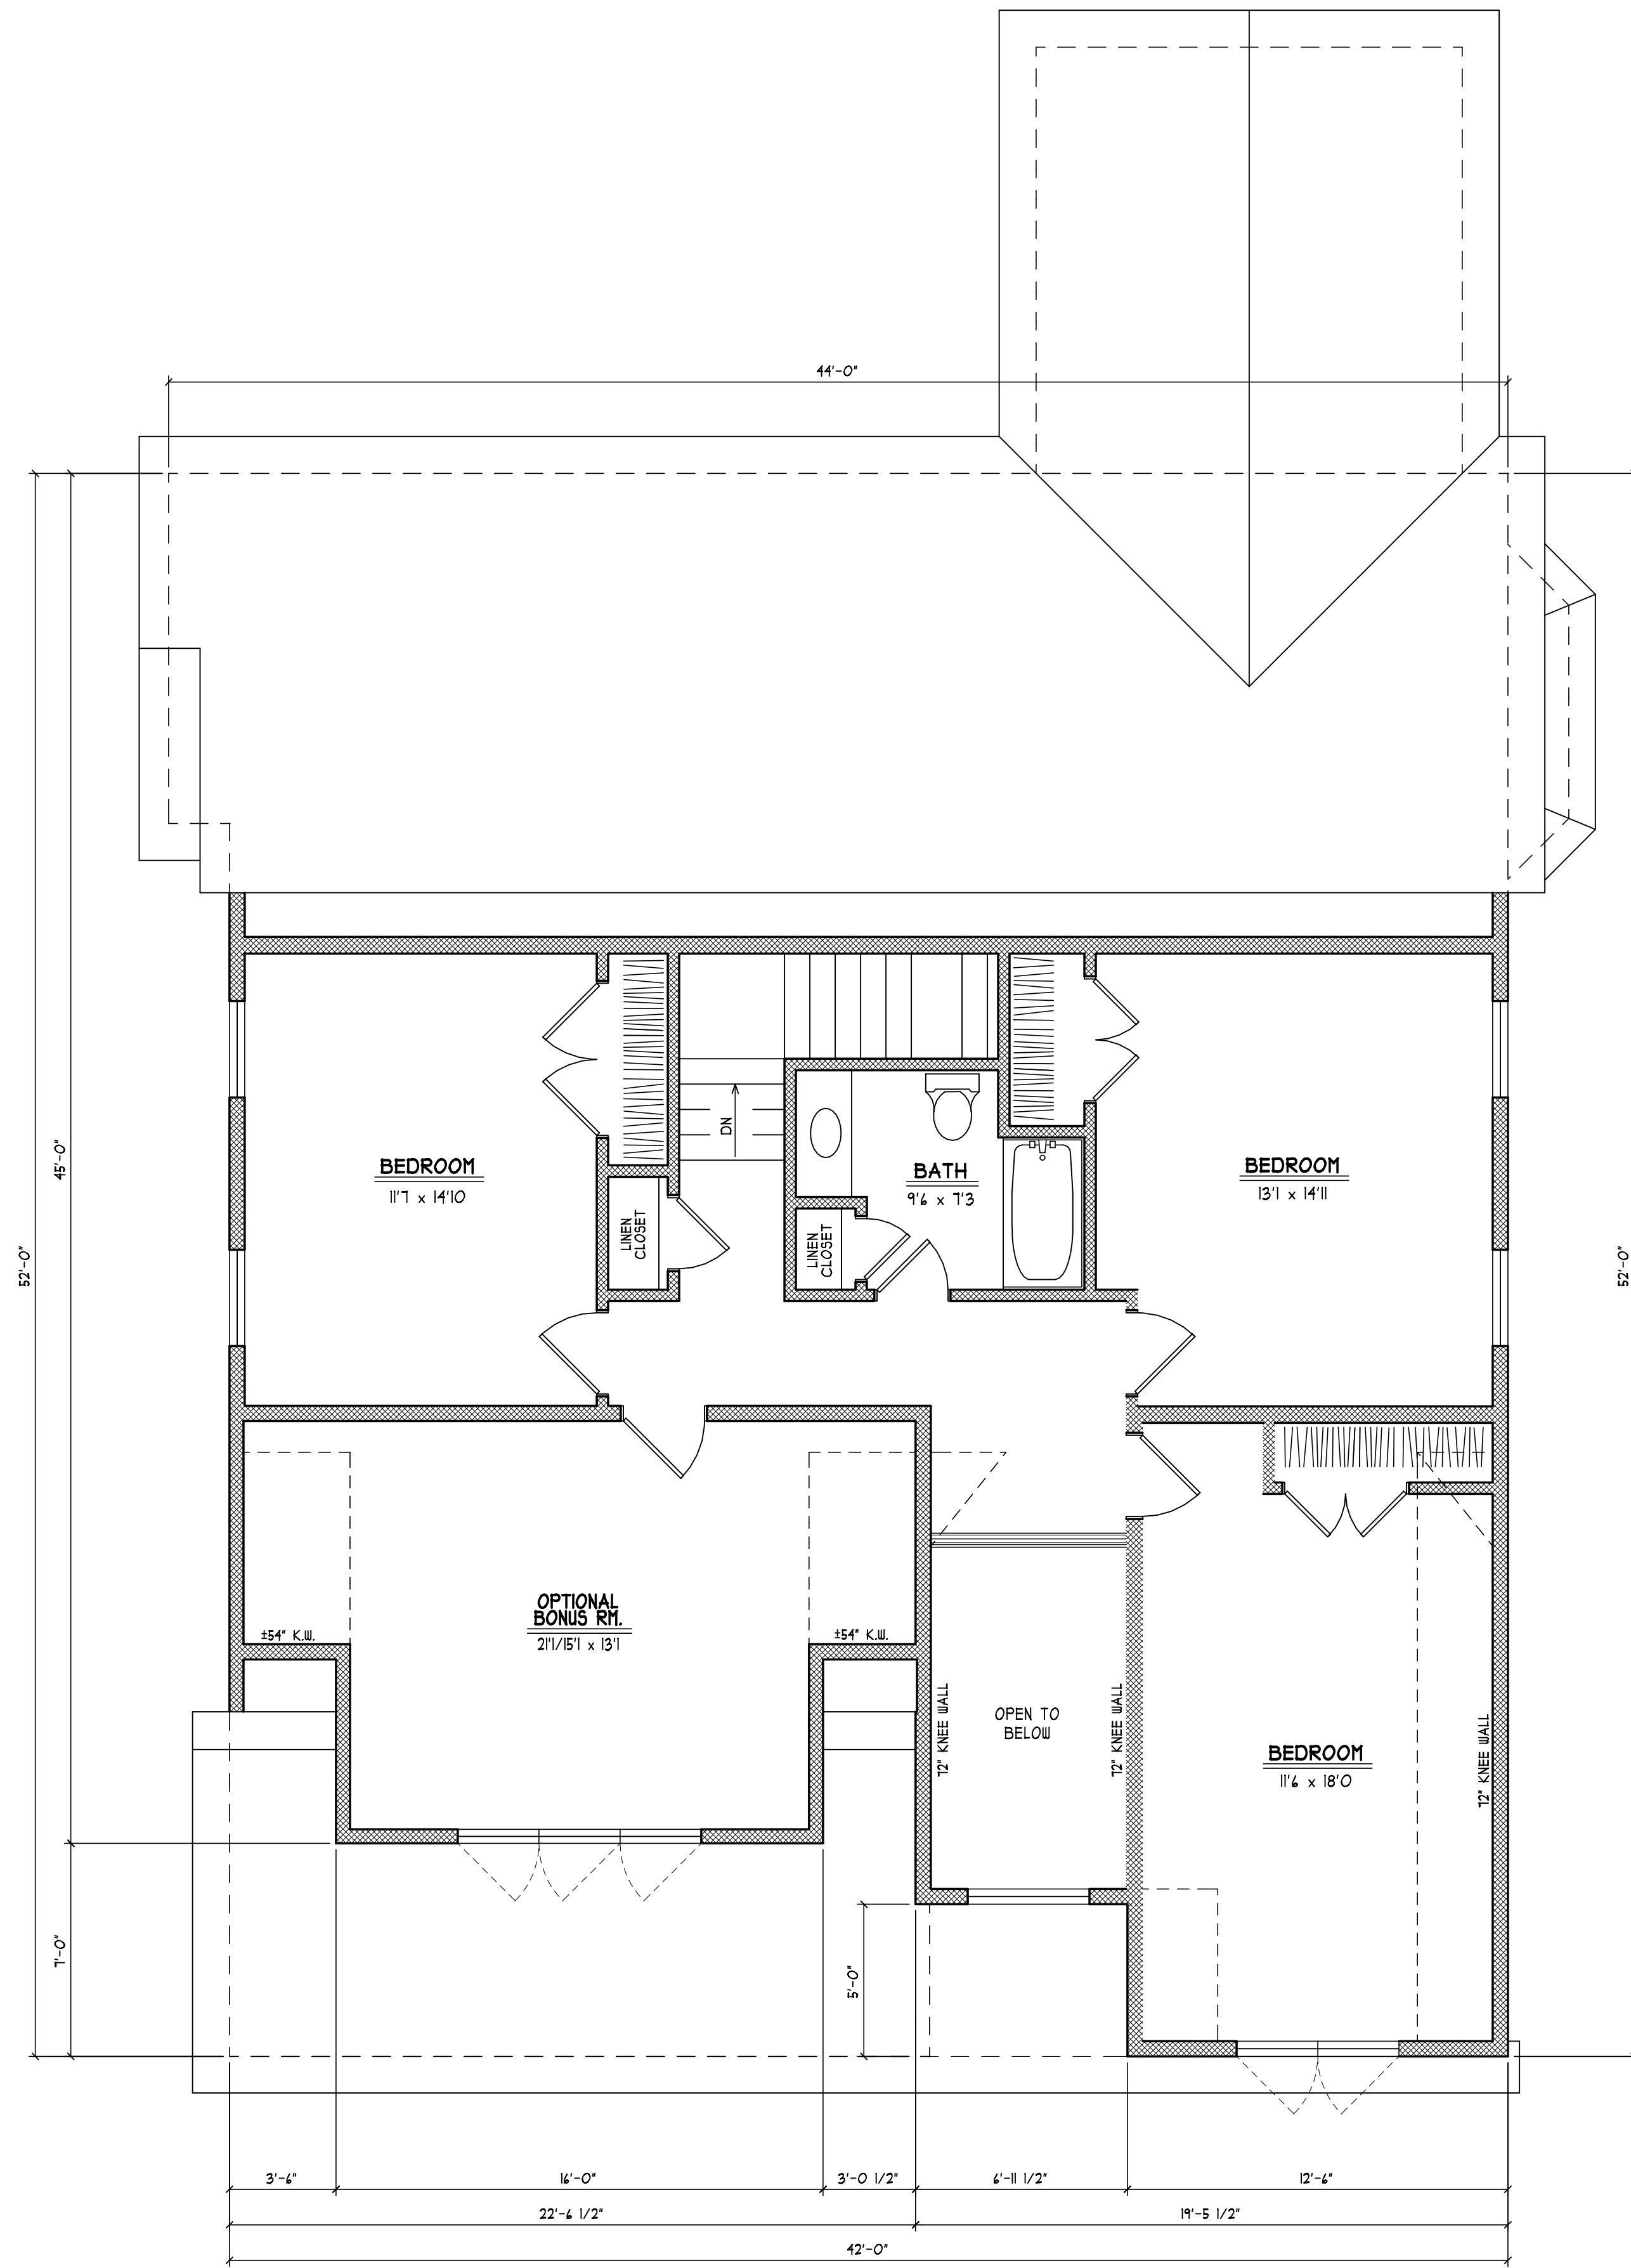 44'-0"
45'-0"
52'-0"
52'-0"
DN
BEDROOM
11'7 x 14'10
BATH
9'6 x 7'3
BEDROOM
13'1 x 14'11
LINEN
CLOSET
LINEN
CLOSET
OPTIONAL
BONUS RM.
21'1/15'1 x 13'1
±54" K.W.
±54" K.W.
72" KNEE WALL
OPEN TO
BELOW
72" KNEE WALL
BEDROOM
11'6 x 18'0
72" KNEE WALL
7'-0"
5'-0"
3'-6"
16'-0"
3'-0 1/2"
6'-11 1/2"
12'-6"
22'-6 1/2"
19'-5 1/2"
42'-0"